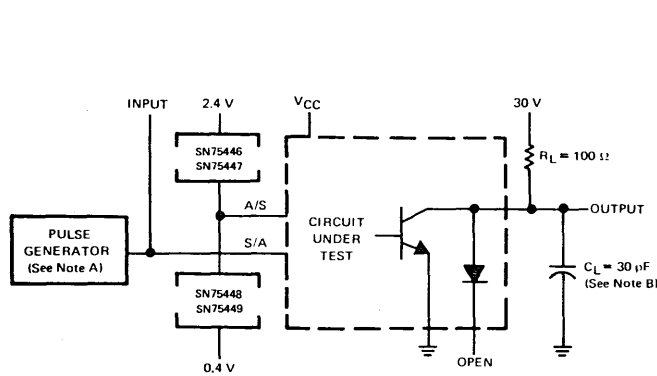 INPUT
2.4 V
VCC
30 V
SN75446
SN75447
RL = 100 Ω
A/S
OUTPUT
CIRCUIT
UNDER
TEST
PULSE
GENERATOR
(See Note A)
S/A
CL = 30 pF
(See Note B)
SN75448
SN75449
OPEN
0.4 V